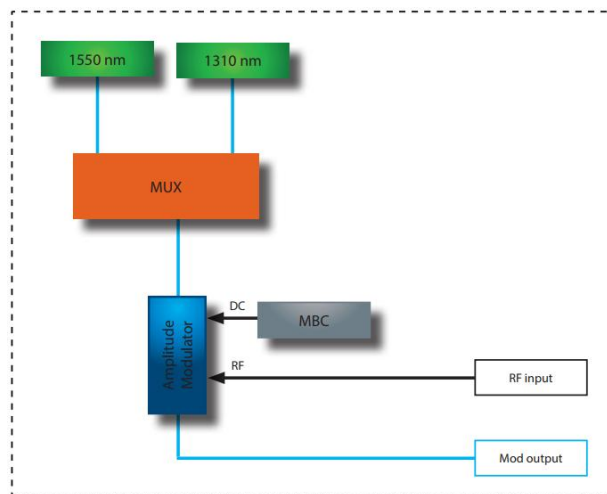 1550 nm
1310 nm
MUX
DC
MBC
Amplitude
Modulator
RF
RF input
Mod output